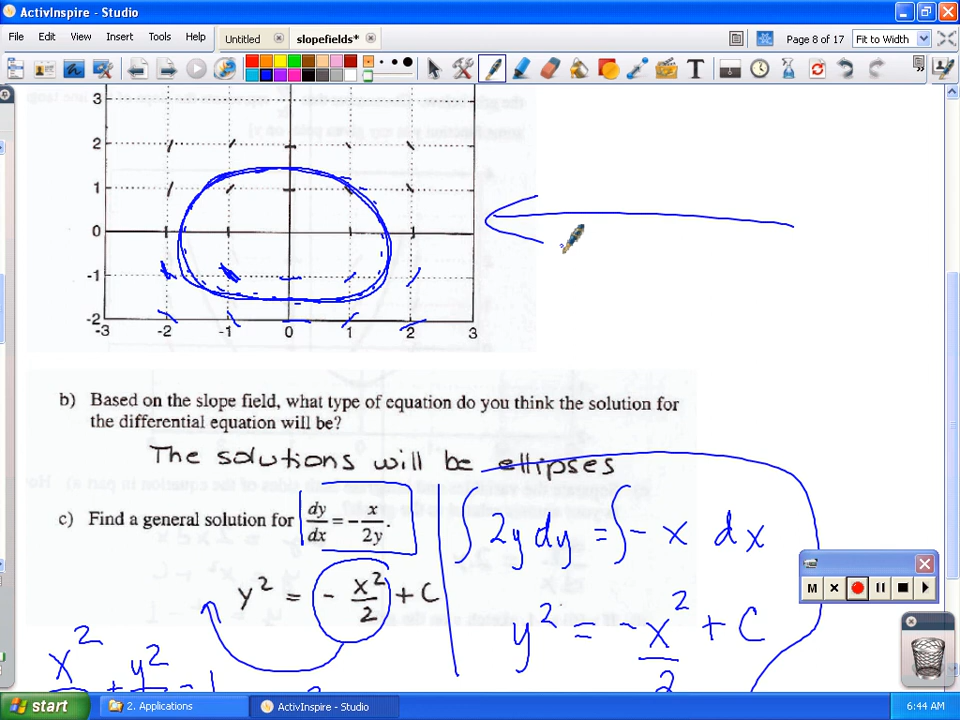 ActivInspire - Studio
File Edit View Insert Tools Help Untitled slopefields* Page 8 of 17 Fit to Width
3
2
1
0
-1
-2
-3 -2 -1 0 1 2 3
b) Based on the slope field, what type of equation do you think the solution for
the differential equation will be?
The solutions will be ellipses
c) Find a general solution for dy/dx = - x/2y.
∫ 2y dy = ∫ - x dx
y² = - x²/2 + C
y² = - x²/2 + C
x² y²
+ = 1
M
start 2. Applications ActivInspire - Studio 6:44 AM